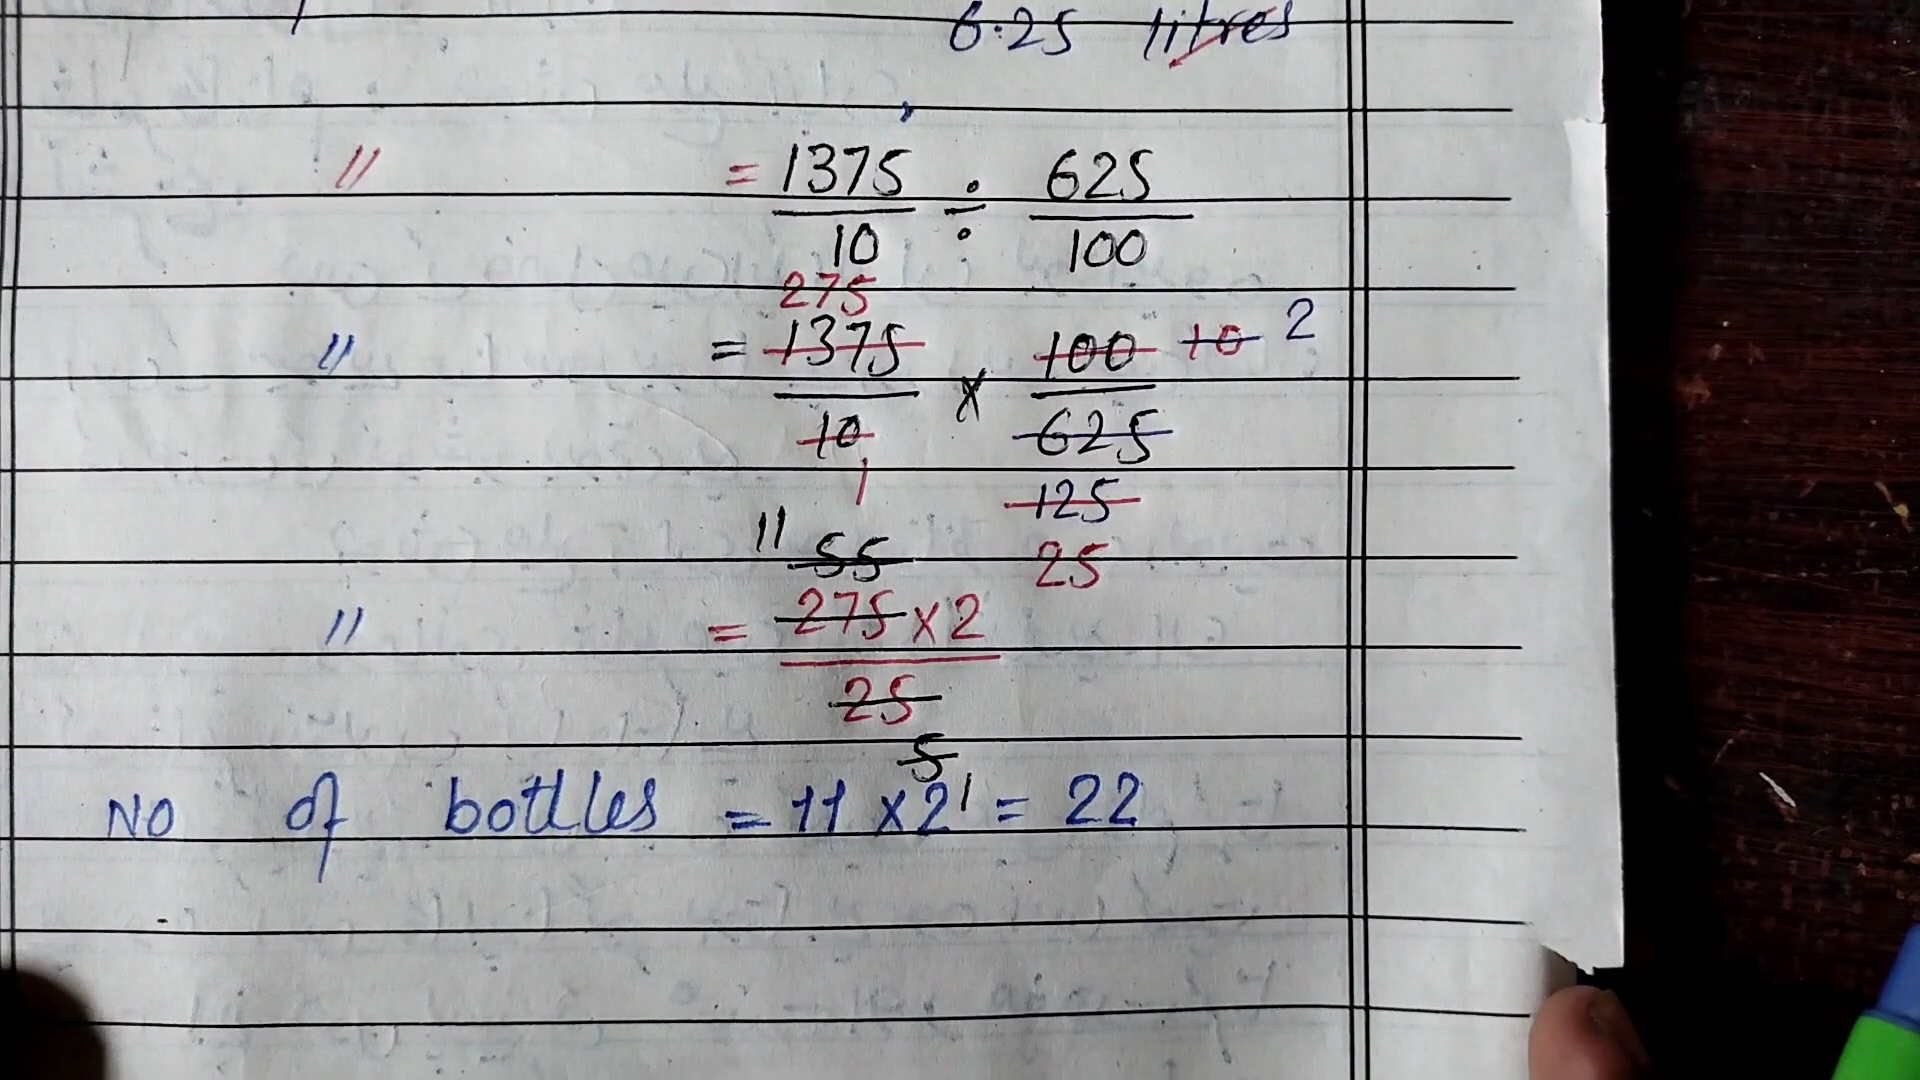 6.25 litres
" = 1375/10 ÷ 625/100
275
" = 1375/10 × 100/625 10 2
1 125
11 55 25
" = 275×2/25
5
No of bottles = 11 × 2 1 = 22